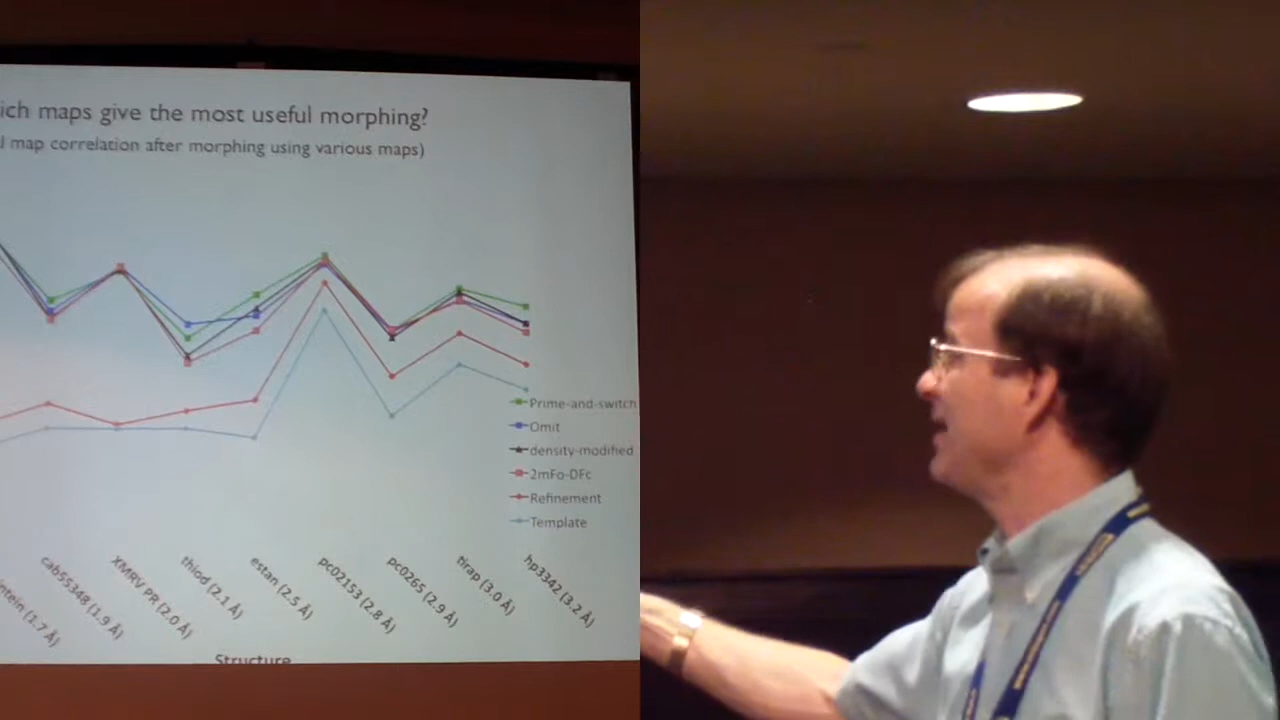 ich maps give the most useful morphing?
l map correlation after morphing using various maps)
Prime-and-switch
Omit
density-modified
2mFo-DFc
Refinement
Template
ntein (1.7 Å)
cab55348 (1.9 Å)
XMRV PR (2.0 Å)
thiod (2.1 Å)
estan (2.5 Å)
pc02153 (2.8 Å)
pc0265 (2.9 Å)
tirap (3.0 Å)
hp3342 (3.2 Å)
Structure